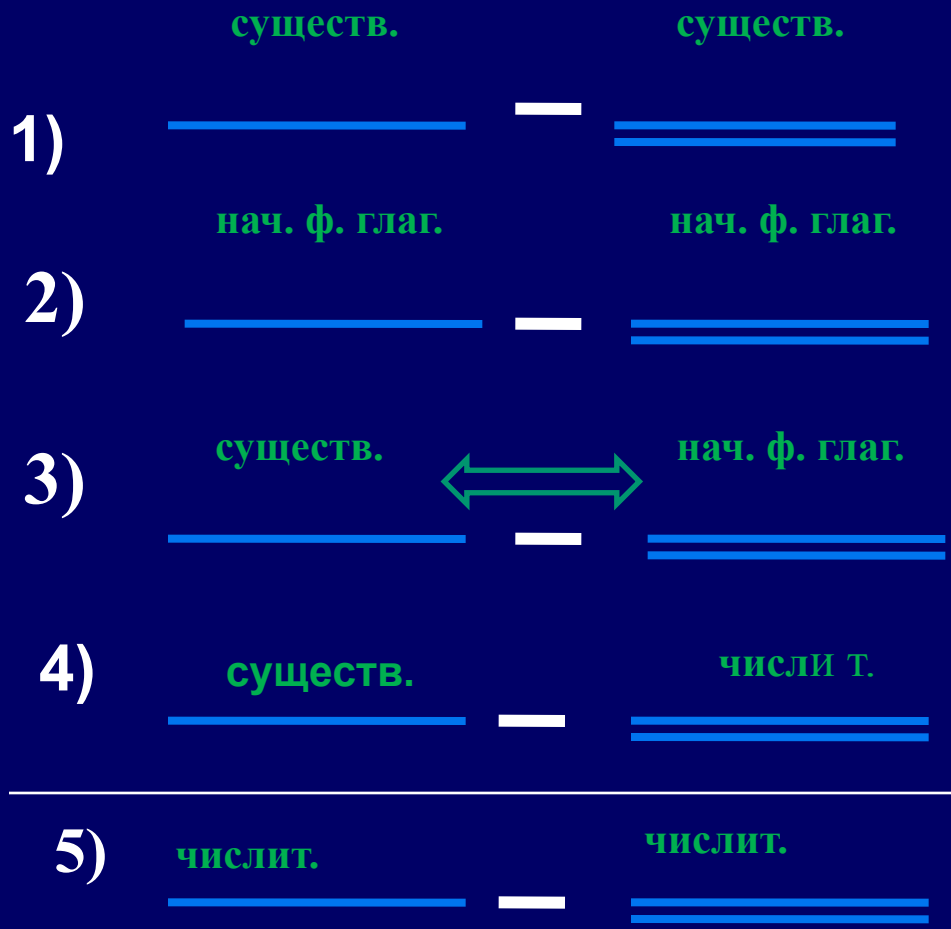 существ. существ.
1)
нач. ф. глаг. нач. ф. глаг.
2)
существ. нач. ф. глаг.
3)
4) существ. числИ Т.
5) числит. числит.